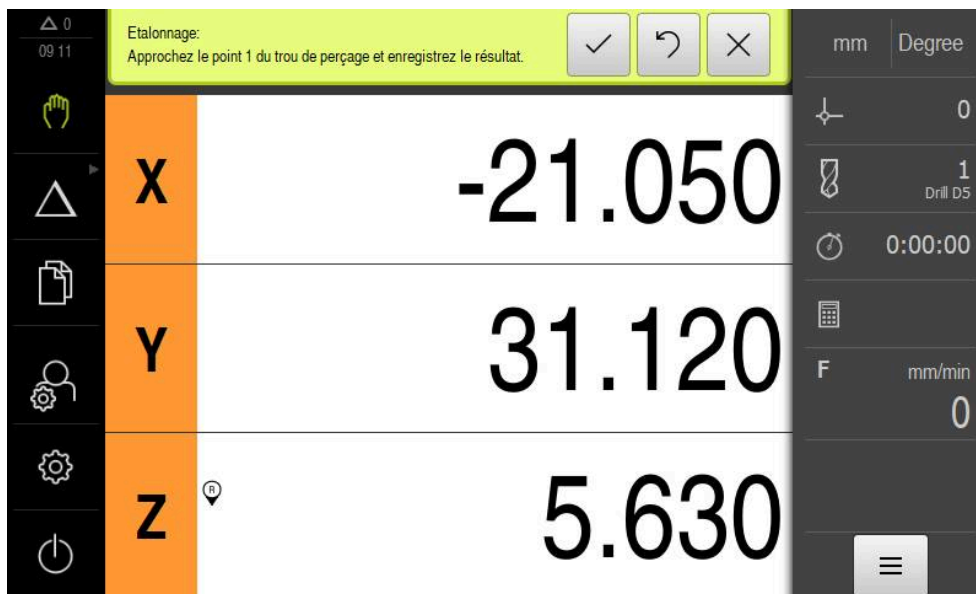 0
09 11
Etalonnage:
Approchez le point 1 du trou de perçage et enregistrez le résultat.
mm Degree
0
1
Drill D5
0:00:00
F mm/min
0
X -21.050
Y 31.120
Z R 5.630